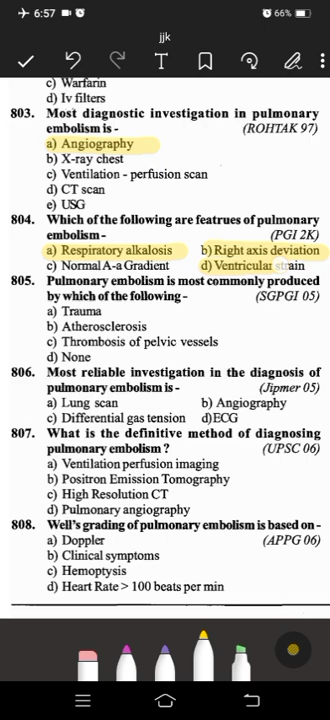 6:57
66%
jjk
T
c) Warfarin
d) Iv filters
803. Most diagnostic investigation in pulmonary
embolism is - (ROHTAK 97)
a) Angiography
b) X-ray chest
c) Ventilation - perfusion scan
d) CT scan
e) USG
804. Which of the following are featrues of pulmonary
embolism - (PGI 2K)
a) Respiratory alkalosis b) Right axis deviation
c) Normal A-a Gradient d) Ventricular strain
805. Pulmonary embolism is most commonly produced
by which of the following - (SGPGI 05)
a) Trauma
b) Atherosclerosis
c) Thrombosis of pelvic vessels
d) None
806. Most reliable investigation in the diagnosis of
pulmonary embolism is - (Jipmer 05)
a) Lung scan b) Angiography
c) Differential gas tension d)ECG
807. What is the definitive method of diagnosing
pulmonary embolism ? (UPSC 06)
a) Ventilation perfusion imaging
b) Positron Emission Tomography
c) High Resolution CT
d) Pulmonary angiography
808. Well's grading of pulmonary embolism is based on -
a) Doppler (APPG 06)
b) Clinical symptoms
c) Hemoptysis
d) Heart Rate > 100 beats per min